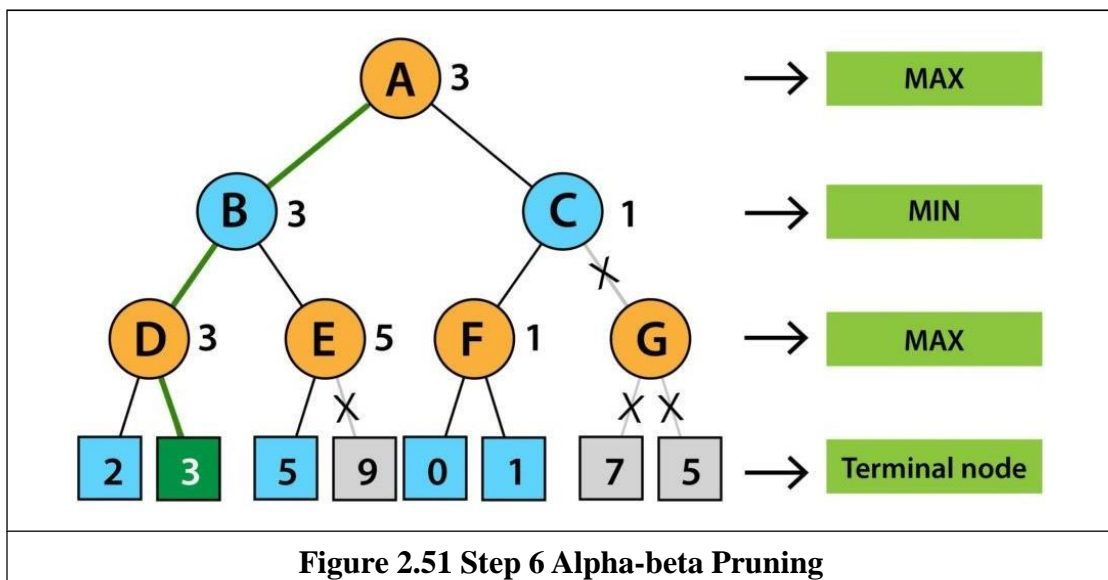 A 3 → MAX
B 3 C 1 → MIN
X
D 3 E 5 F 1 G → MAX
X X X
2 3 5 9 0 1 7 5 → Terminal node
Figure 2.51 Step 6 Alpha-beta Pruning